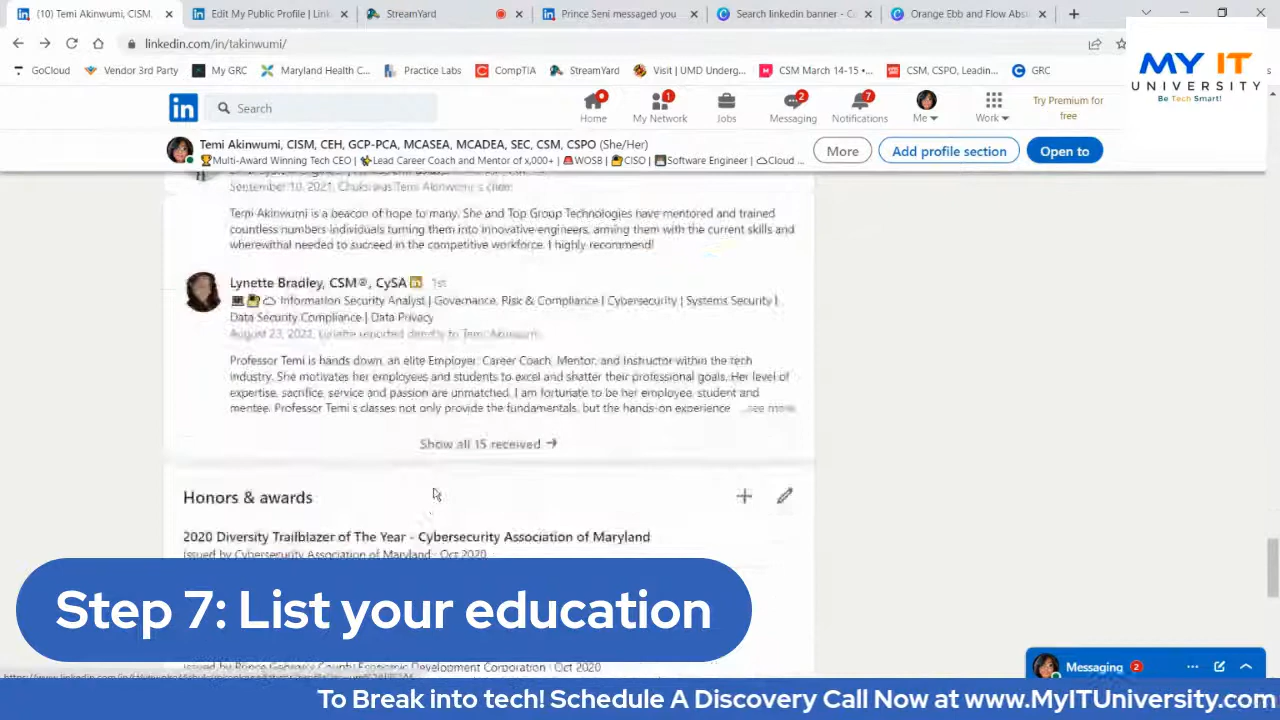 (10) Temi Akinwumi, CISM,
Edit My Public Profile | Link
StreamYard
Prince Seni messaged you
Search linkedin banner - Ca
Orange Ebb and Flow Abs
linkedin.com/in/takinwumi/
GoCloud
Vendor 3rd Party
My GRC
Maryland Health C...
Practice Labs
CompTIA
StreamYard
Visit | UMD Underg...
CSM March 14-15 •...
CSM, CSPO, Leadin...
GRC
MY IT
UNIVERSITY
Be Tech Smart!
in
Search
Home
1
My Network
Jobs
2
Messaging
7
Notifications
Me
Work
Try Premium for
free
Temi Akinwumi, CISM, CEH, GCP-PCA, MCASEA, MCADEA, SEC, CSM, CSPO (She/Her)
Multi-Award Winning Tech CEO | Lead Career Coach and Mentor of x,000+ | WOSB | CISO | Software Engineer | Cloud ...
More
Add profile section
Open to
September 10, 2021, Chuks was Temi Akinwumi's client
Temi Akinwumi is a beacon of hope to many. She and Top Group Technologies have mentored and trained
countless numbers individuals turning them into innovative engineers, arming them with the current skills and
wherewithal needed to succeed in the competitive workforce. I highly recommend!
Lynette Bradley, CSM®, CySA 1st
Information Security Analyst | Governance, Risk & Compliance | Cybersecurity | Systems Security |
Data Security Compliance | Data Privacy
August 23, 2021, Lynette reported directly to Temi Akinwumi
Professor Temi is hands down, an elite Employer, Career Coach, Mentor, and Instructor within the tech
industry. She motivates her employees and students to excel and shatter their professional goals. Her level of
expertise, sacrifice, service and passion are unmatched. I am fortunate to be her employee, student and
mentee. Professor Temi's classes not only provide the fundamentals, but the hands-on experience ...see more
Show all 15 received →
Honors & awards
2020 Diversity Trailblazer of The Year - Cybersecurity Association of Maryland
Issued by Cybersecurity Association of Maryland · Oct 2020
Step 7: List your education
Issued by Prince George's County Economic Development Corporation · Oct 2020
Messaging 2
To Break into tech! Schedule A Discovery Call Now at www.MyITUniversity.com